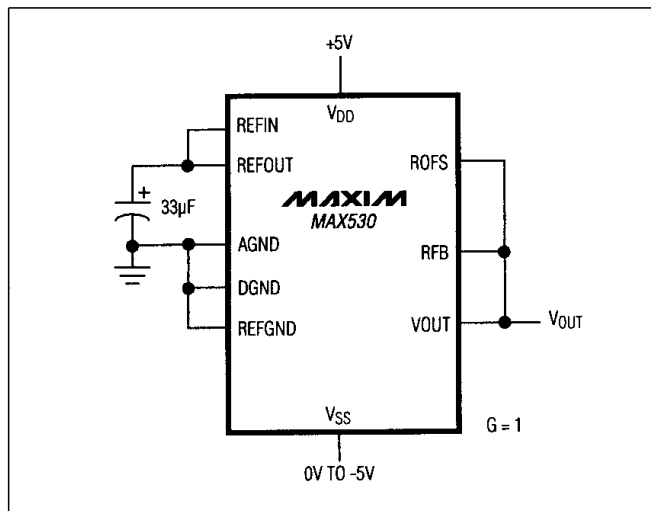 +5V
VDD
REFIN
REFOUT
ROFS
+
33µF
MAXIM
MAX530
AGND
RFB
DGND
REFGND
VOUT
VOUT
VSS
G = 1
0V TO -5V